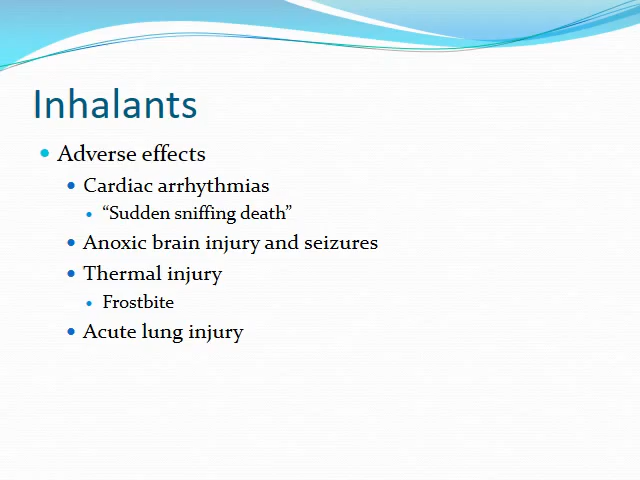 Inhalants
Adverse effects
Cardiac arrhythmias
“Sudden sniffing death”
Anoxic brain injury and seizures
Thermal injury
Frostbite
Acute lung injury